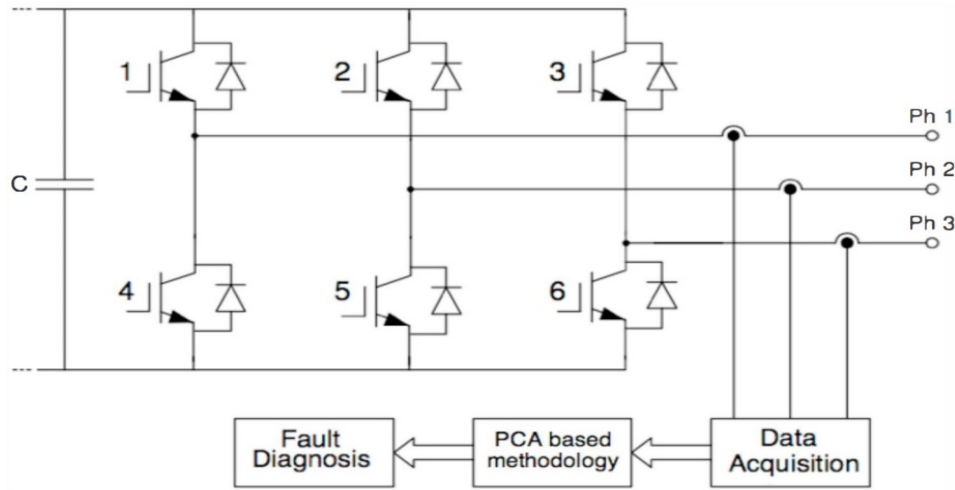 1
2
3
Ph 1
Ph 2
C
Ph 3
4
5
6
Fault
Diagnosis
PCA based
methodology
Data
Acquisition